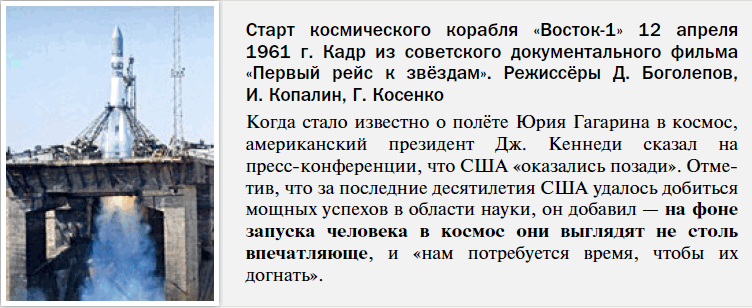 Старт космического корабля «Восток-1» 12 апреля
1961 г. Кадр из советского документального фильма
«Первый рейс к звёздам». Режиссёры Д. Боголепов,
И. Копалин, Г. Косенко
Когда стало известно о полёте Юрия Гагарина в космос,
американский президент Дж. Кеннеди сказал на
пресс-конференции, что США «оказались позади». Отме-
тив, что за последние десятилетия США удалось добиться
мощных успехов в области науки, он добавил — на фоне
запуска человека в космос они выглядят не столь
впечатляюще, и «нам потребуется время, чтобы их
догнать».